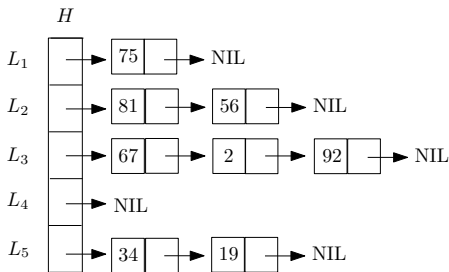 H
L₁ 75 NIL
L₂ 81 56 NIL
L₃ 67 2 92 NIL
L₄ NIL
L₅ 34 19 NIL